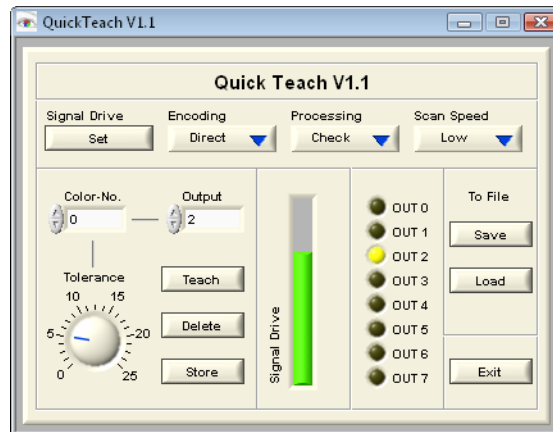 QuickTeach V1.1
Quick Teach V1.1
Signal Drive
Encoding
Processing
Scan Speed
Set
Direct
Check
Low
Color-No.
Output
0
2
Tolerance
10
15
5
20
0
25
Teach
Delete
Store
Signal Drive
OUT 0
OUT 1
OUT 2
OUT 3
OUT 4
OUT 5
OUT 6
OUT 7
To File
Save
Load
Exit